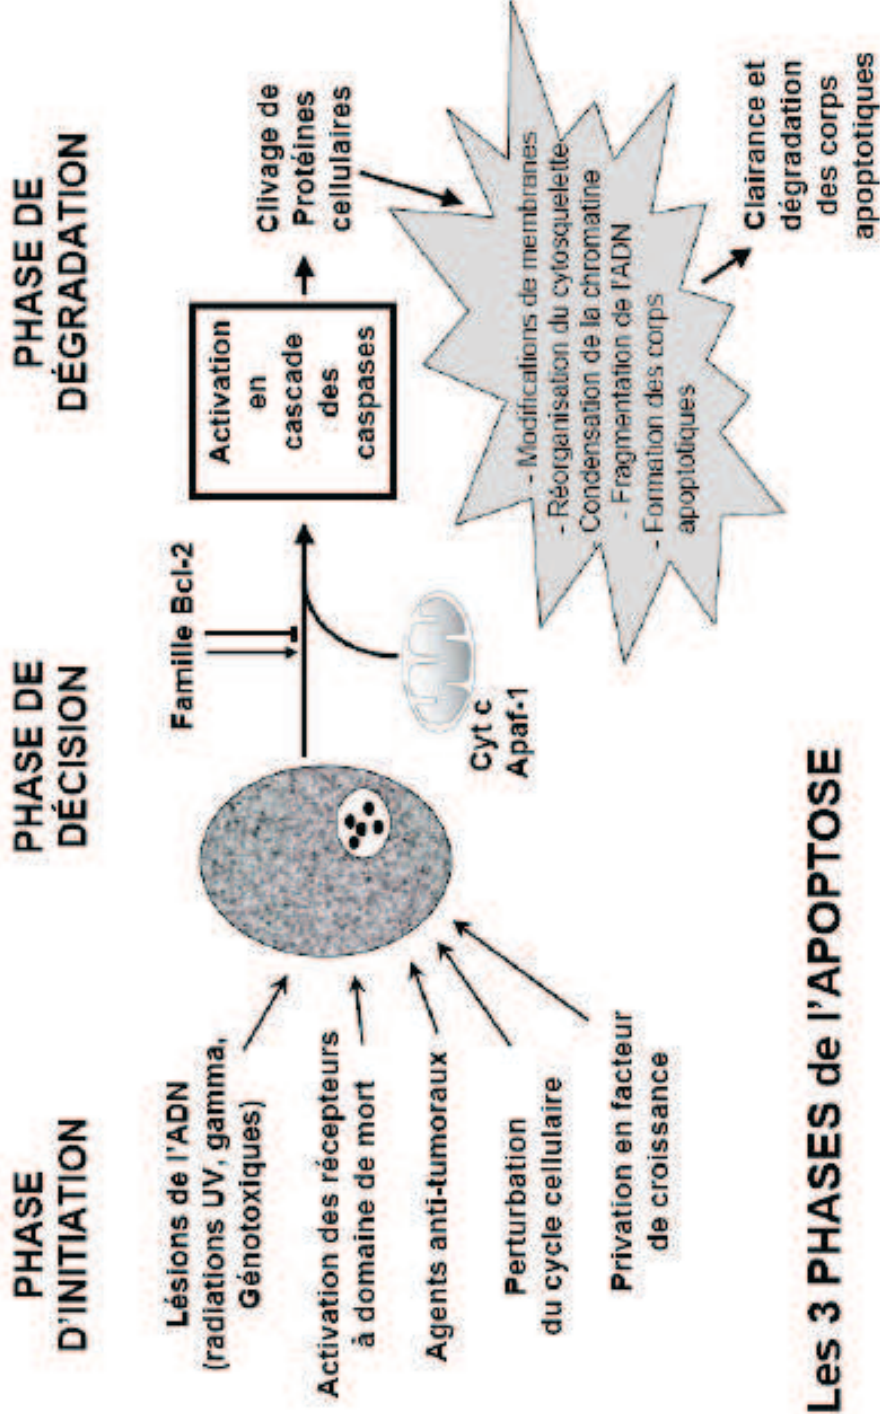 PHASE
D'INITIATION
PHASE DE
DÉCISION
PHASE DE
DÉGRADATION
Lésions de l'ADN
(radiations UV, gamma,
Génotoxiques)
Activation des récepteurs
à domaine de mort
Agents anti-tumoraux
Perturbation
du cycle cellulaire
Privation en facteur
de croissance
Famille Bcl-2
Cyt c
Apaf-1
Activation
en
cascade
des
caspases
Clivage de
Protéines
cellulaires
- Modifications de membranes
- Réorganisation du cytosquelette
- Condensation de la chromatine
- Fragmentation de l'ADN
- Formation des corps
apoptotiques
Clairance et
dégradation
des corps
apoptotiques
Les 3 PHASES de l'APOPTOSE